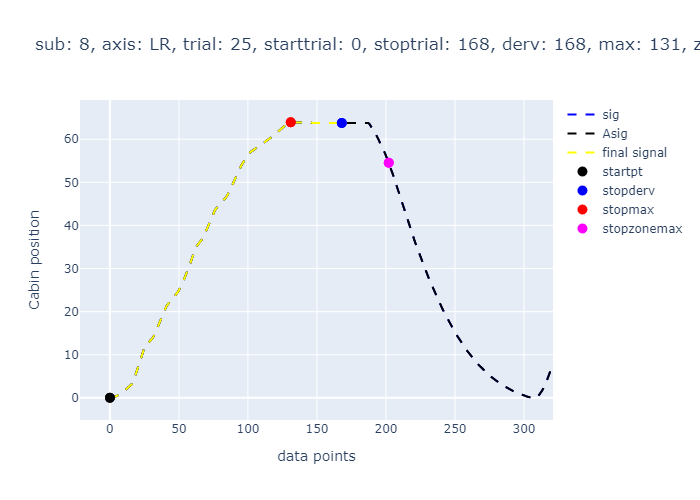 sub: 8, axis: LR, trial: 25, starttrial: 0, stoptrial: 168, derv: 168, max: 131, z
sig
Asig
final signal
startpt
stopderv
stopmax
stopzonemax
Cabin position
60
50
40
30
20
10
0
0 50 100 150 200 250 300
data points